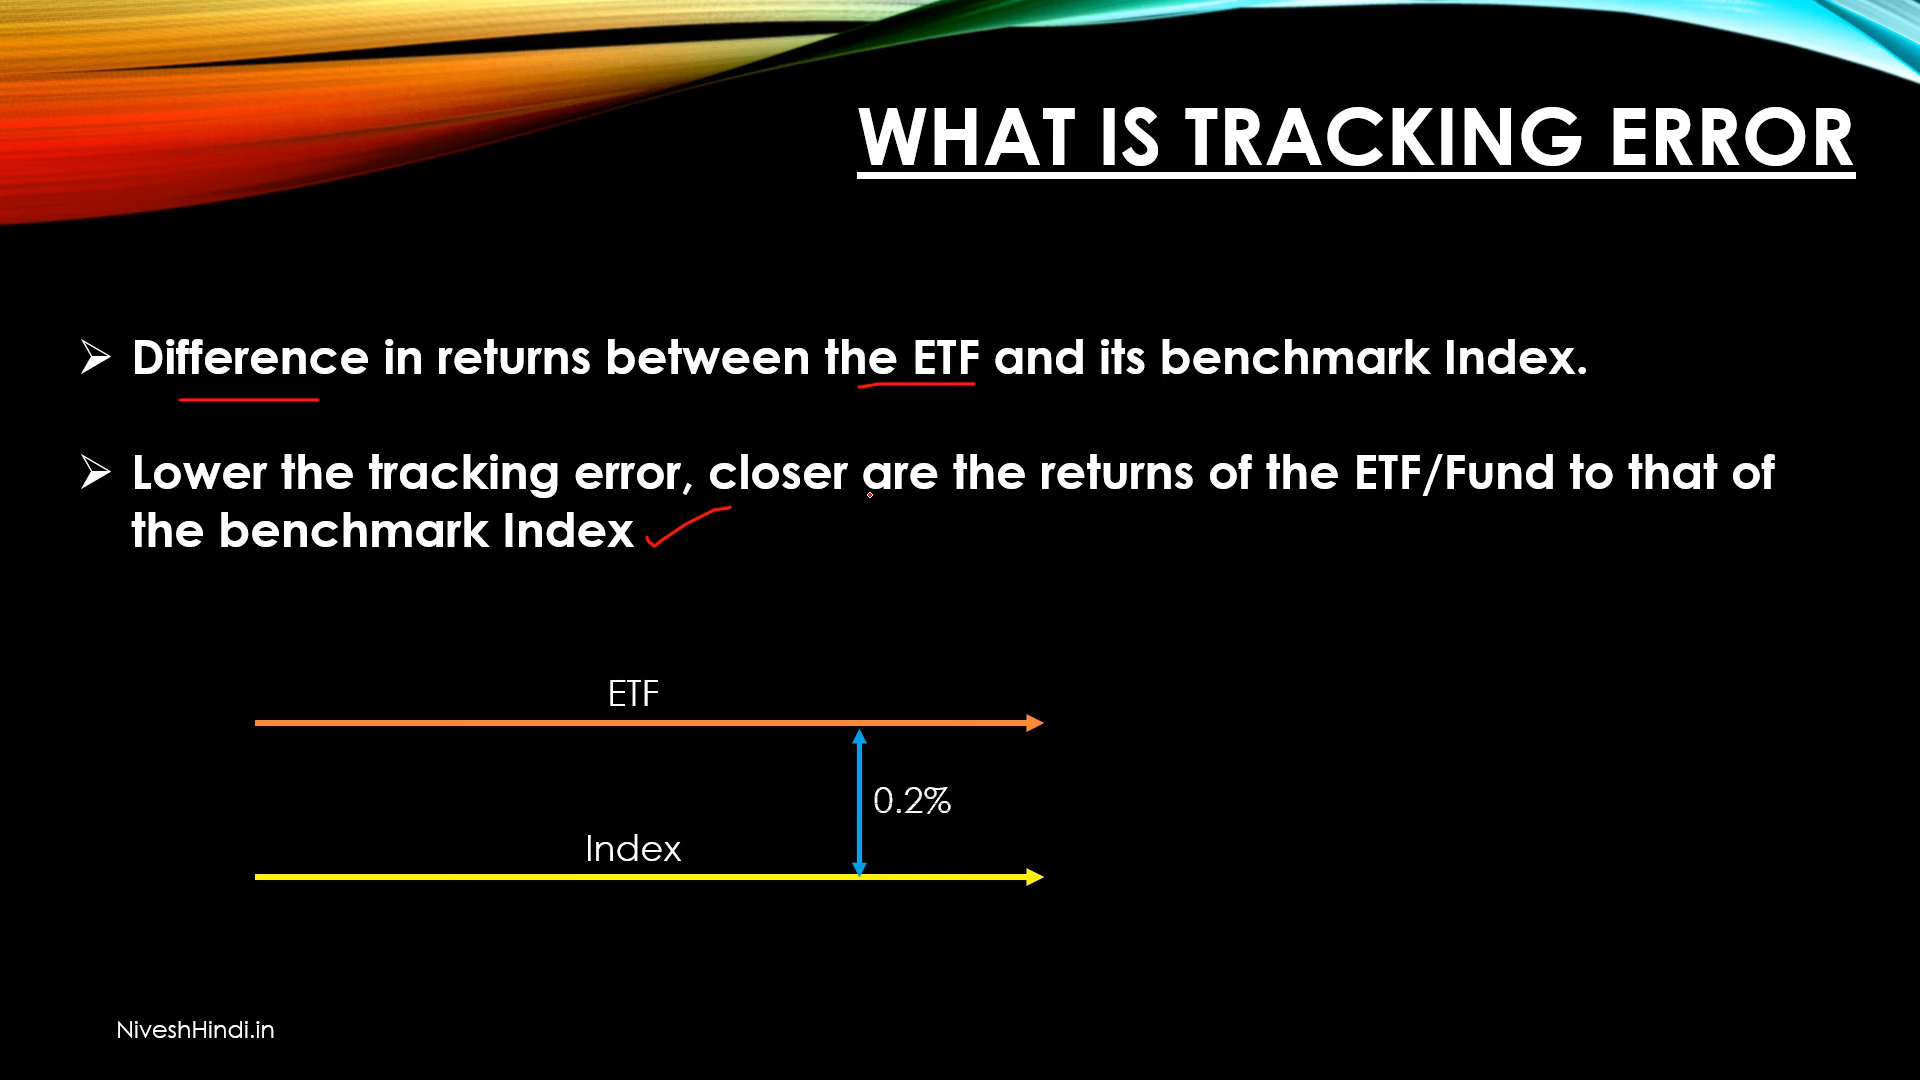 WHAT IS TRACKING ERROR
Difference in returns between the ETF and its benchmark Index.
Lower the tracking error, closer are the returns of the ETF/Fund to that of
the benchmark Index
ETF
0.2%
Index
NiveshHindi.in